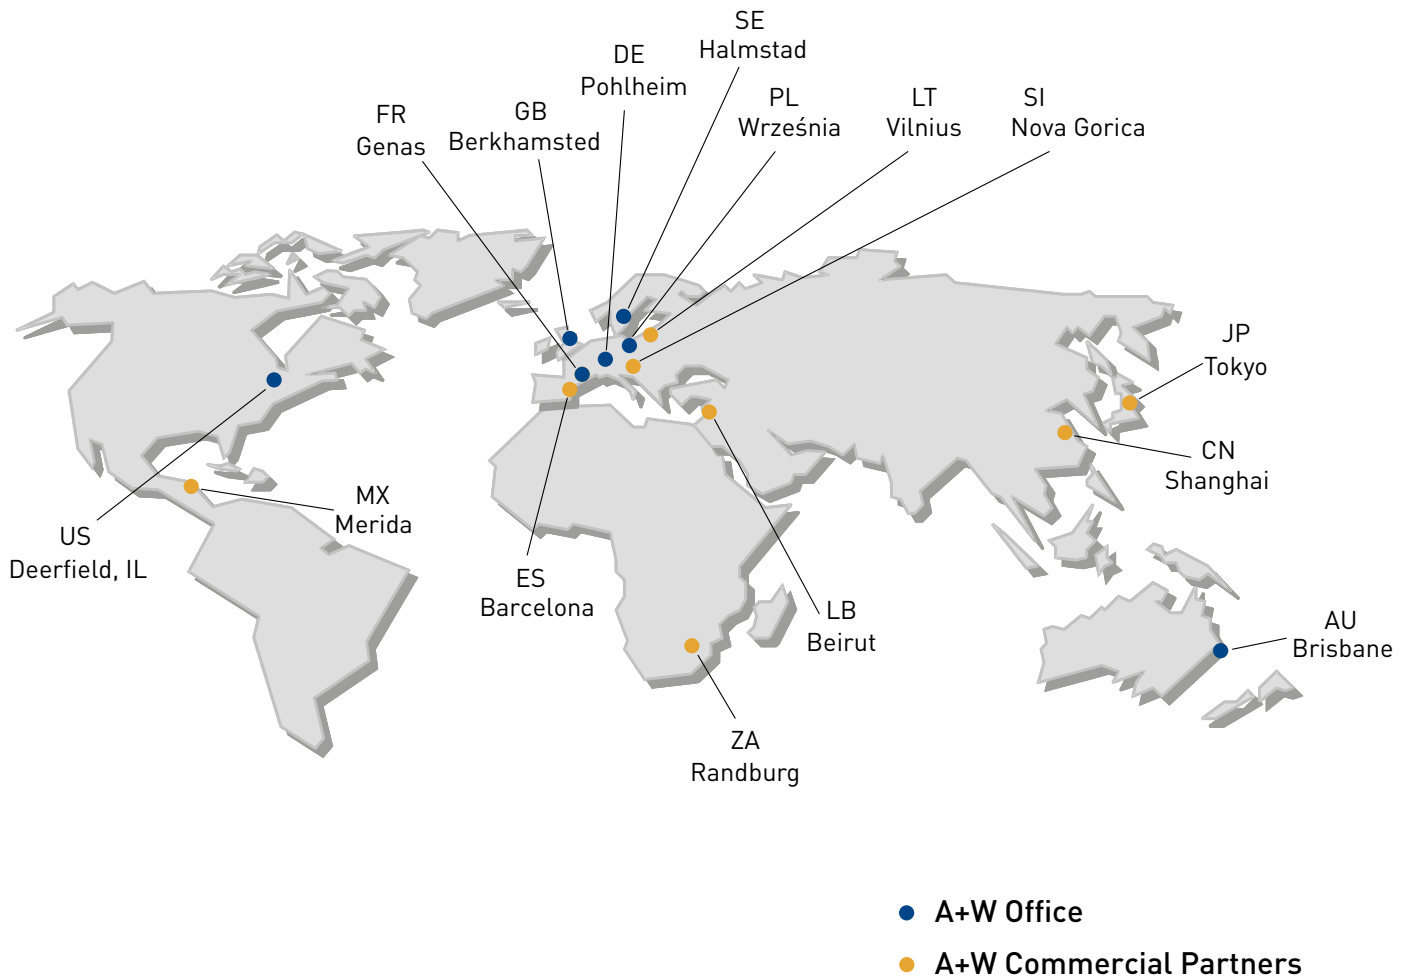 SE
Halmstad
DE
Pohlheim
FR
Genas
GB
Berkhamsted
PL
Września
LT
Vilnius
SI
Nova Gorica
JP
Tokyo
CN
Shanghai
MX
Merida
US
Deerfield, IL
ES
Barcelona
LB
Beirut
AU
Brisbane
ZA
Randburg
A+W Office
A+W Commercial Partners